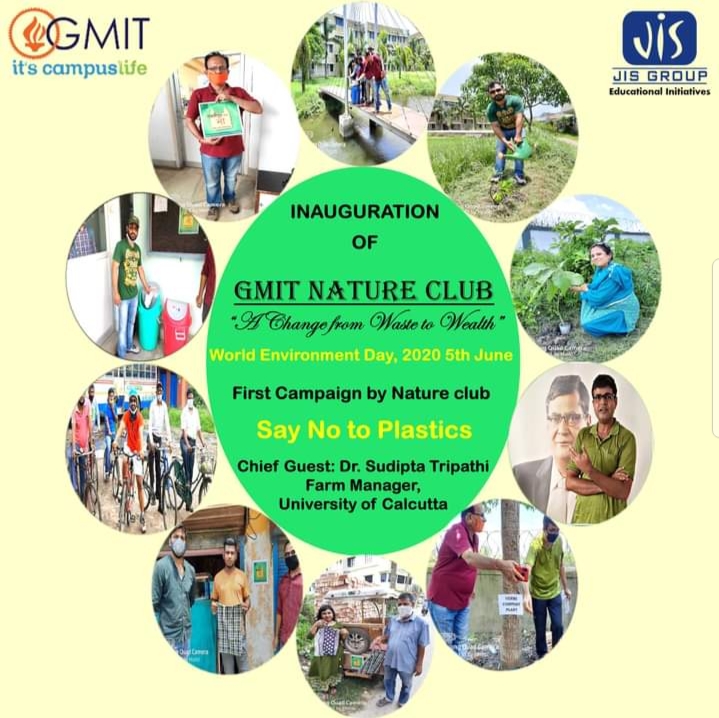 GMIT
it's campuslife
JIS
JIS GROUP
Educational Initiatives
INAUGURATION
OF
GMIT NATURE CLUB
"A Change from Waste to Wealth"
World Environment Day, 2020 5th June
First Campaign by Nature club
Say No to Plastics
Chief Guest: Dr. Sudipta Tripathi
Farm Manager,
University of Calcutta